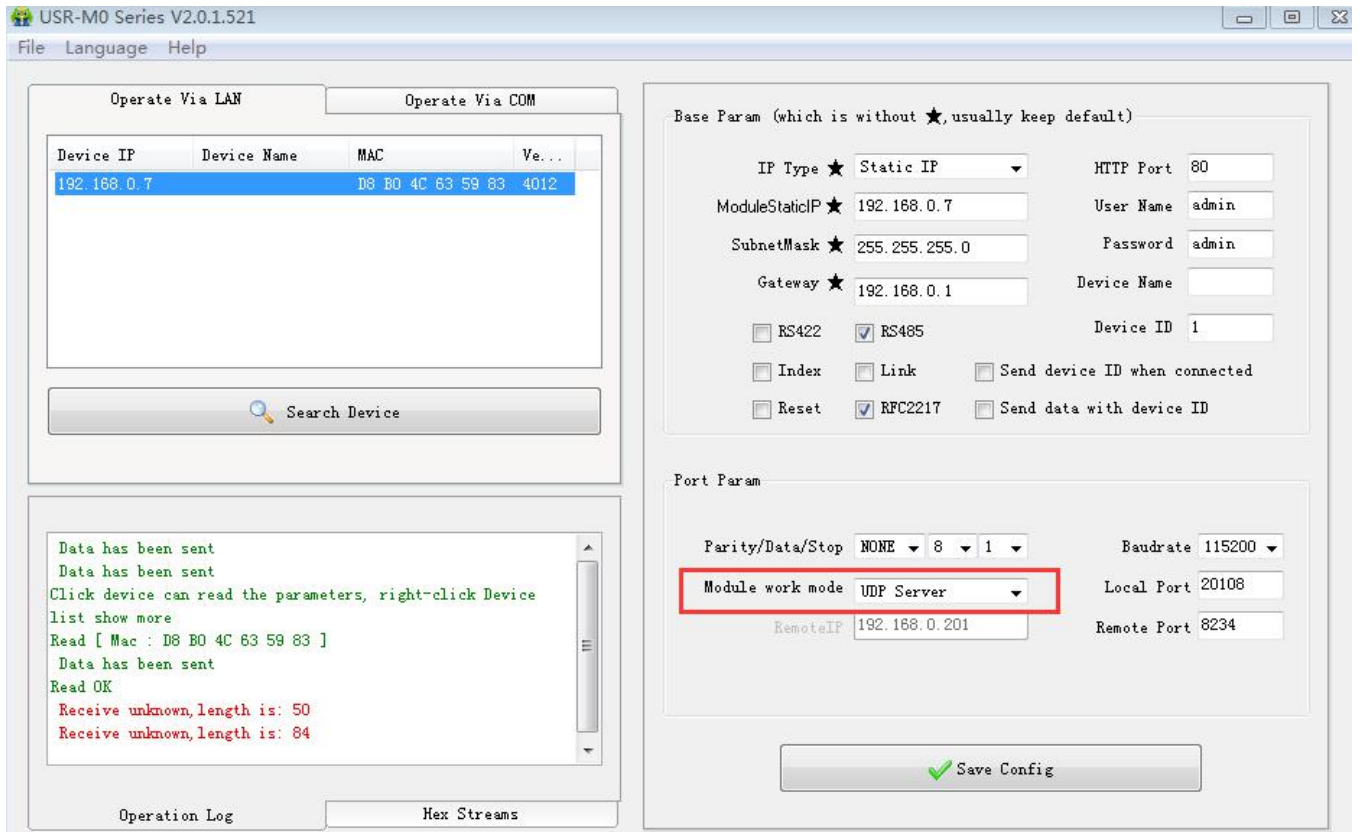 USR-M0 Series V2.0.1.521
File Language Help
Operate Via LAN
Operate Via COM
Device IP Device Name MAC Ve...
192.168.0.7 D8 B0 4C 63 59 83 4012
Search Device
Data has been sent
Data has been sent
Click device can read the parameters, right-click Device
list show more
Read [ Mac : D8 B0 4C 63 59 83 ]
Data has been sent
Read OK
Receive unknown,length is: 50
Receive unknown,length is: 84
Operation Log
Hex Streams
Base Param (which is without ★,usually keep default)
IP Type ★ Static IP HTTP Port 80
ModuleStaticIP ★ 192.168.0.7 User Name admin
SubnetMask ★ 255.255.255.0 Password admin
Gateway ★ 192.168.0.1 Device Name
RS422 RS485 Device ID 1
Index Link Send device ID when connected
Reset RFC2217 Send data with device ID
Port Param
Parity/Data/Stop NONE 8 1 Baudrate 115200
Module work mode UDP Server Local Port 20108
RemoteIP 192.168.0.201 Remote Port 8234
Save Config